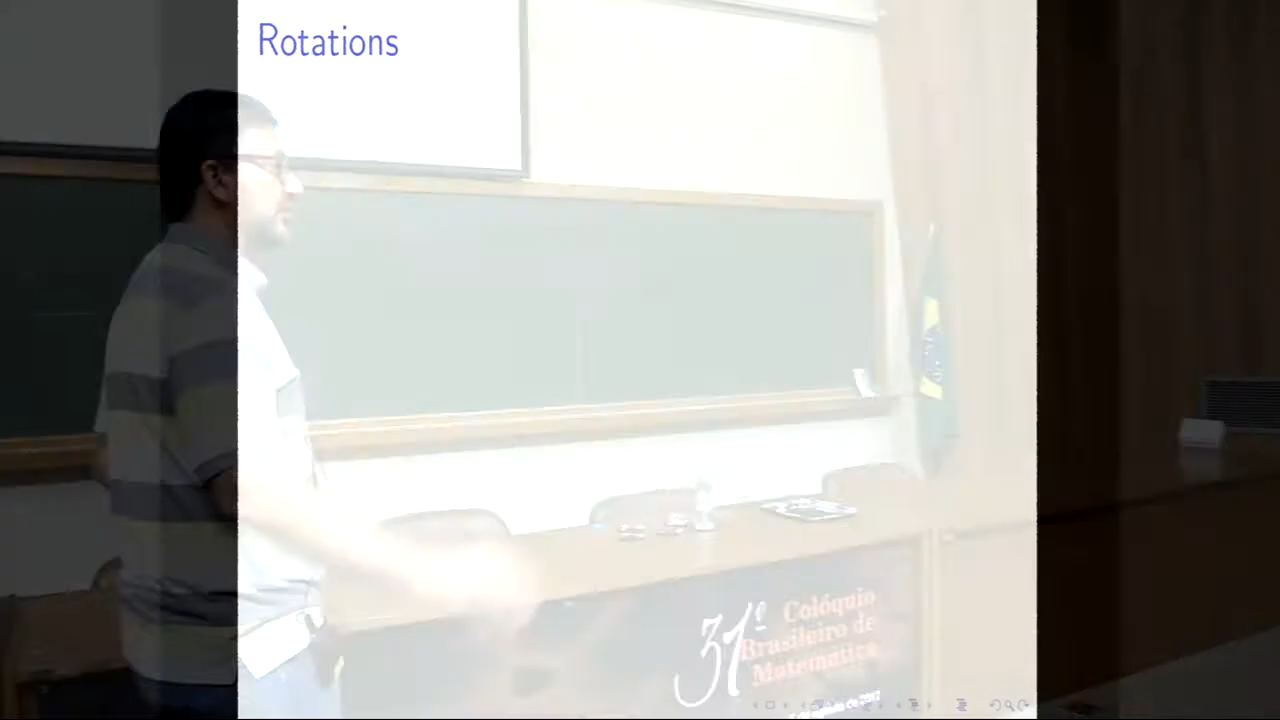 Rotations
31º Colóquio
Brasileiro de
Matemática